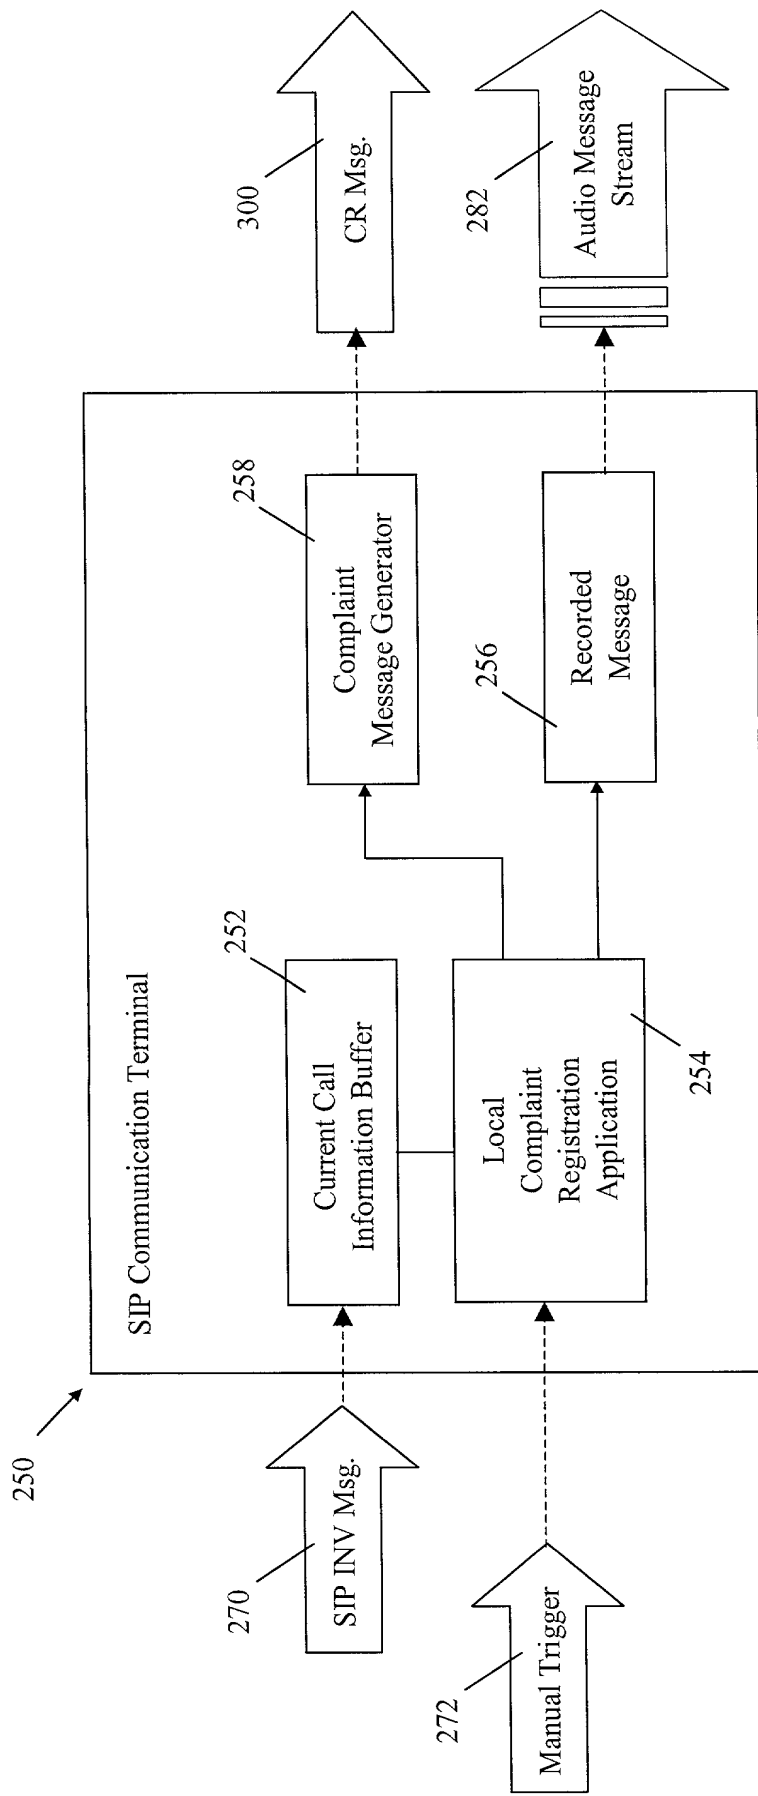 250
SIP Communication Terminal
270
SIP INV Msg.
252
Current Call
Information Buffer
258
Complaint
Message Generator
300
CR Msg.
272
Manual Trigger
Local
Complaint
Registration
Application
254
256
Recorded
Message
282
Audio Message
Stream